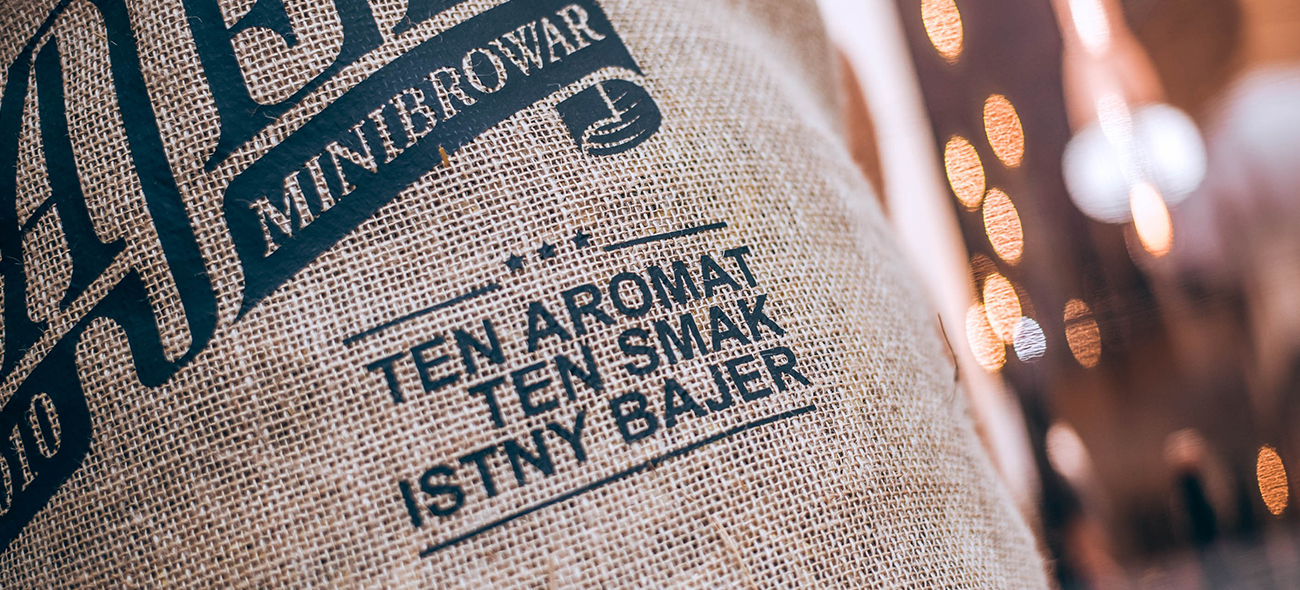 MINIBROWAR
TEN AROMAT
TEN SMAK
ISTNY BAJER